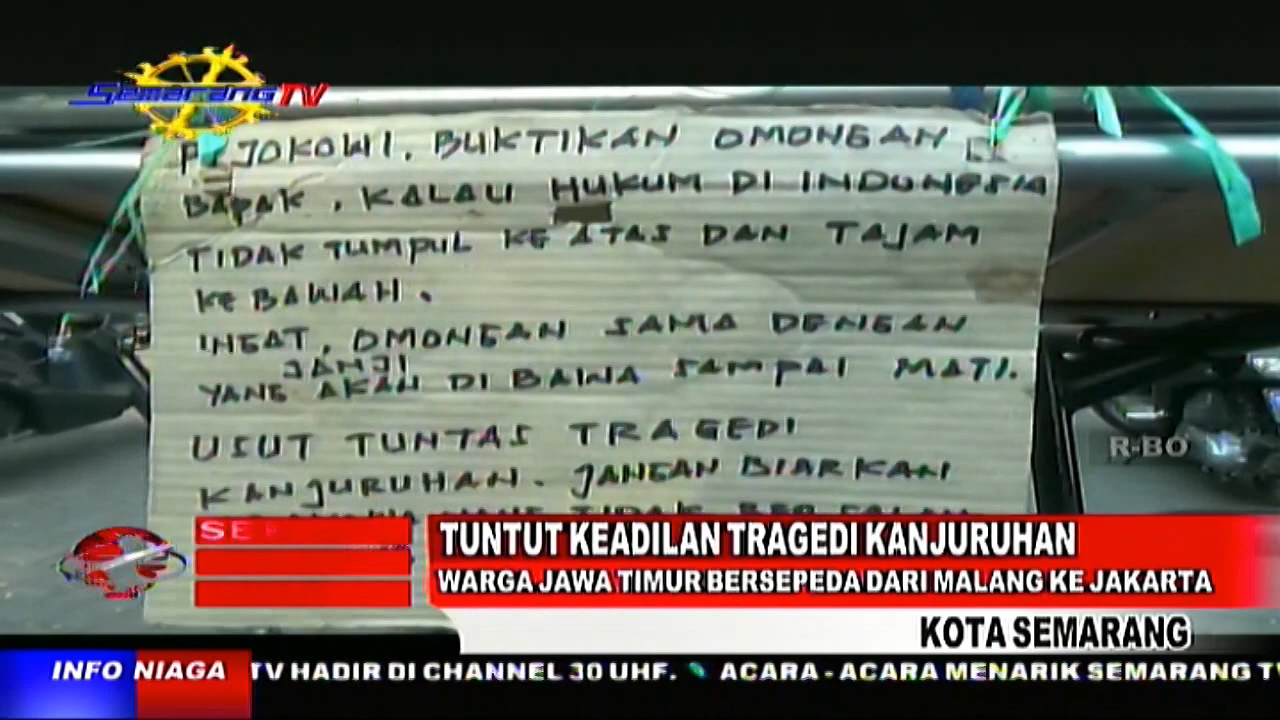 Semarang TV
P. JOKOWI. BUKTIKAN OMONGAN
BAPAK. KALAU HUKUM DI INDONESIA
TIDAK TUMPUL KE ATAS DAN TAJAM
KE BAWAH.
INGAT, OMONGAN SAMA DENGAN
JANJI
YANG AKAN DI BAWA SAMPAI MATI.
USUT TUNTAS TRAGEDI
KANJURUHAN. JANGAN BIARKAN
TIDAK
R-BO
SE
TUNTUT KEADILAN TRAGEDI KANJURUHAN
WARGA JAWA TIMUR BERSEPEDA DARI MALANG KE JAKARTA
KOTA SEMARANG
INFO NIAGA TV HADIR DI CHANNEL 30 UHF. ACARA - ACARA MENARIK SEMARANG T